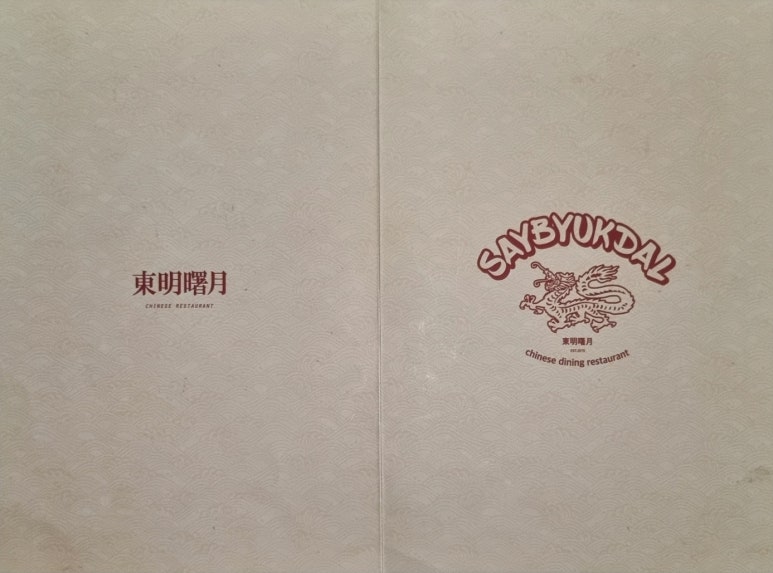 東明曙月
CHINESE RESTAURANT
SAYBYUKDAL
東明曙月
chinese dining restaurant